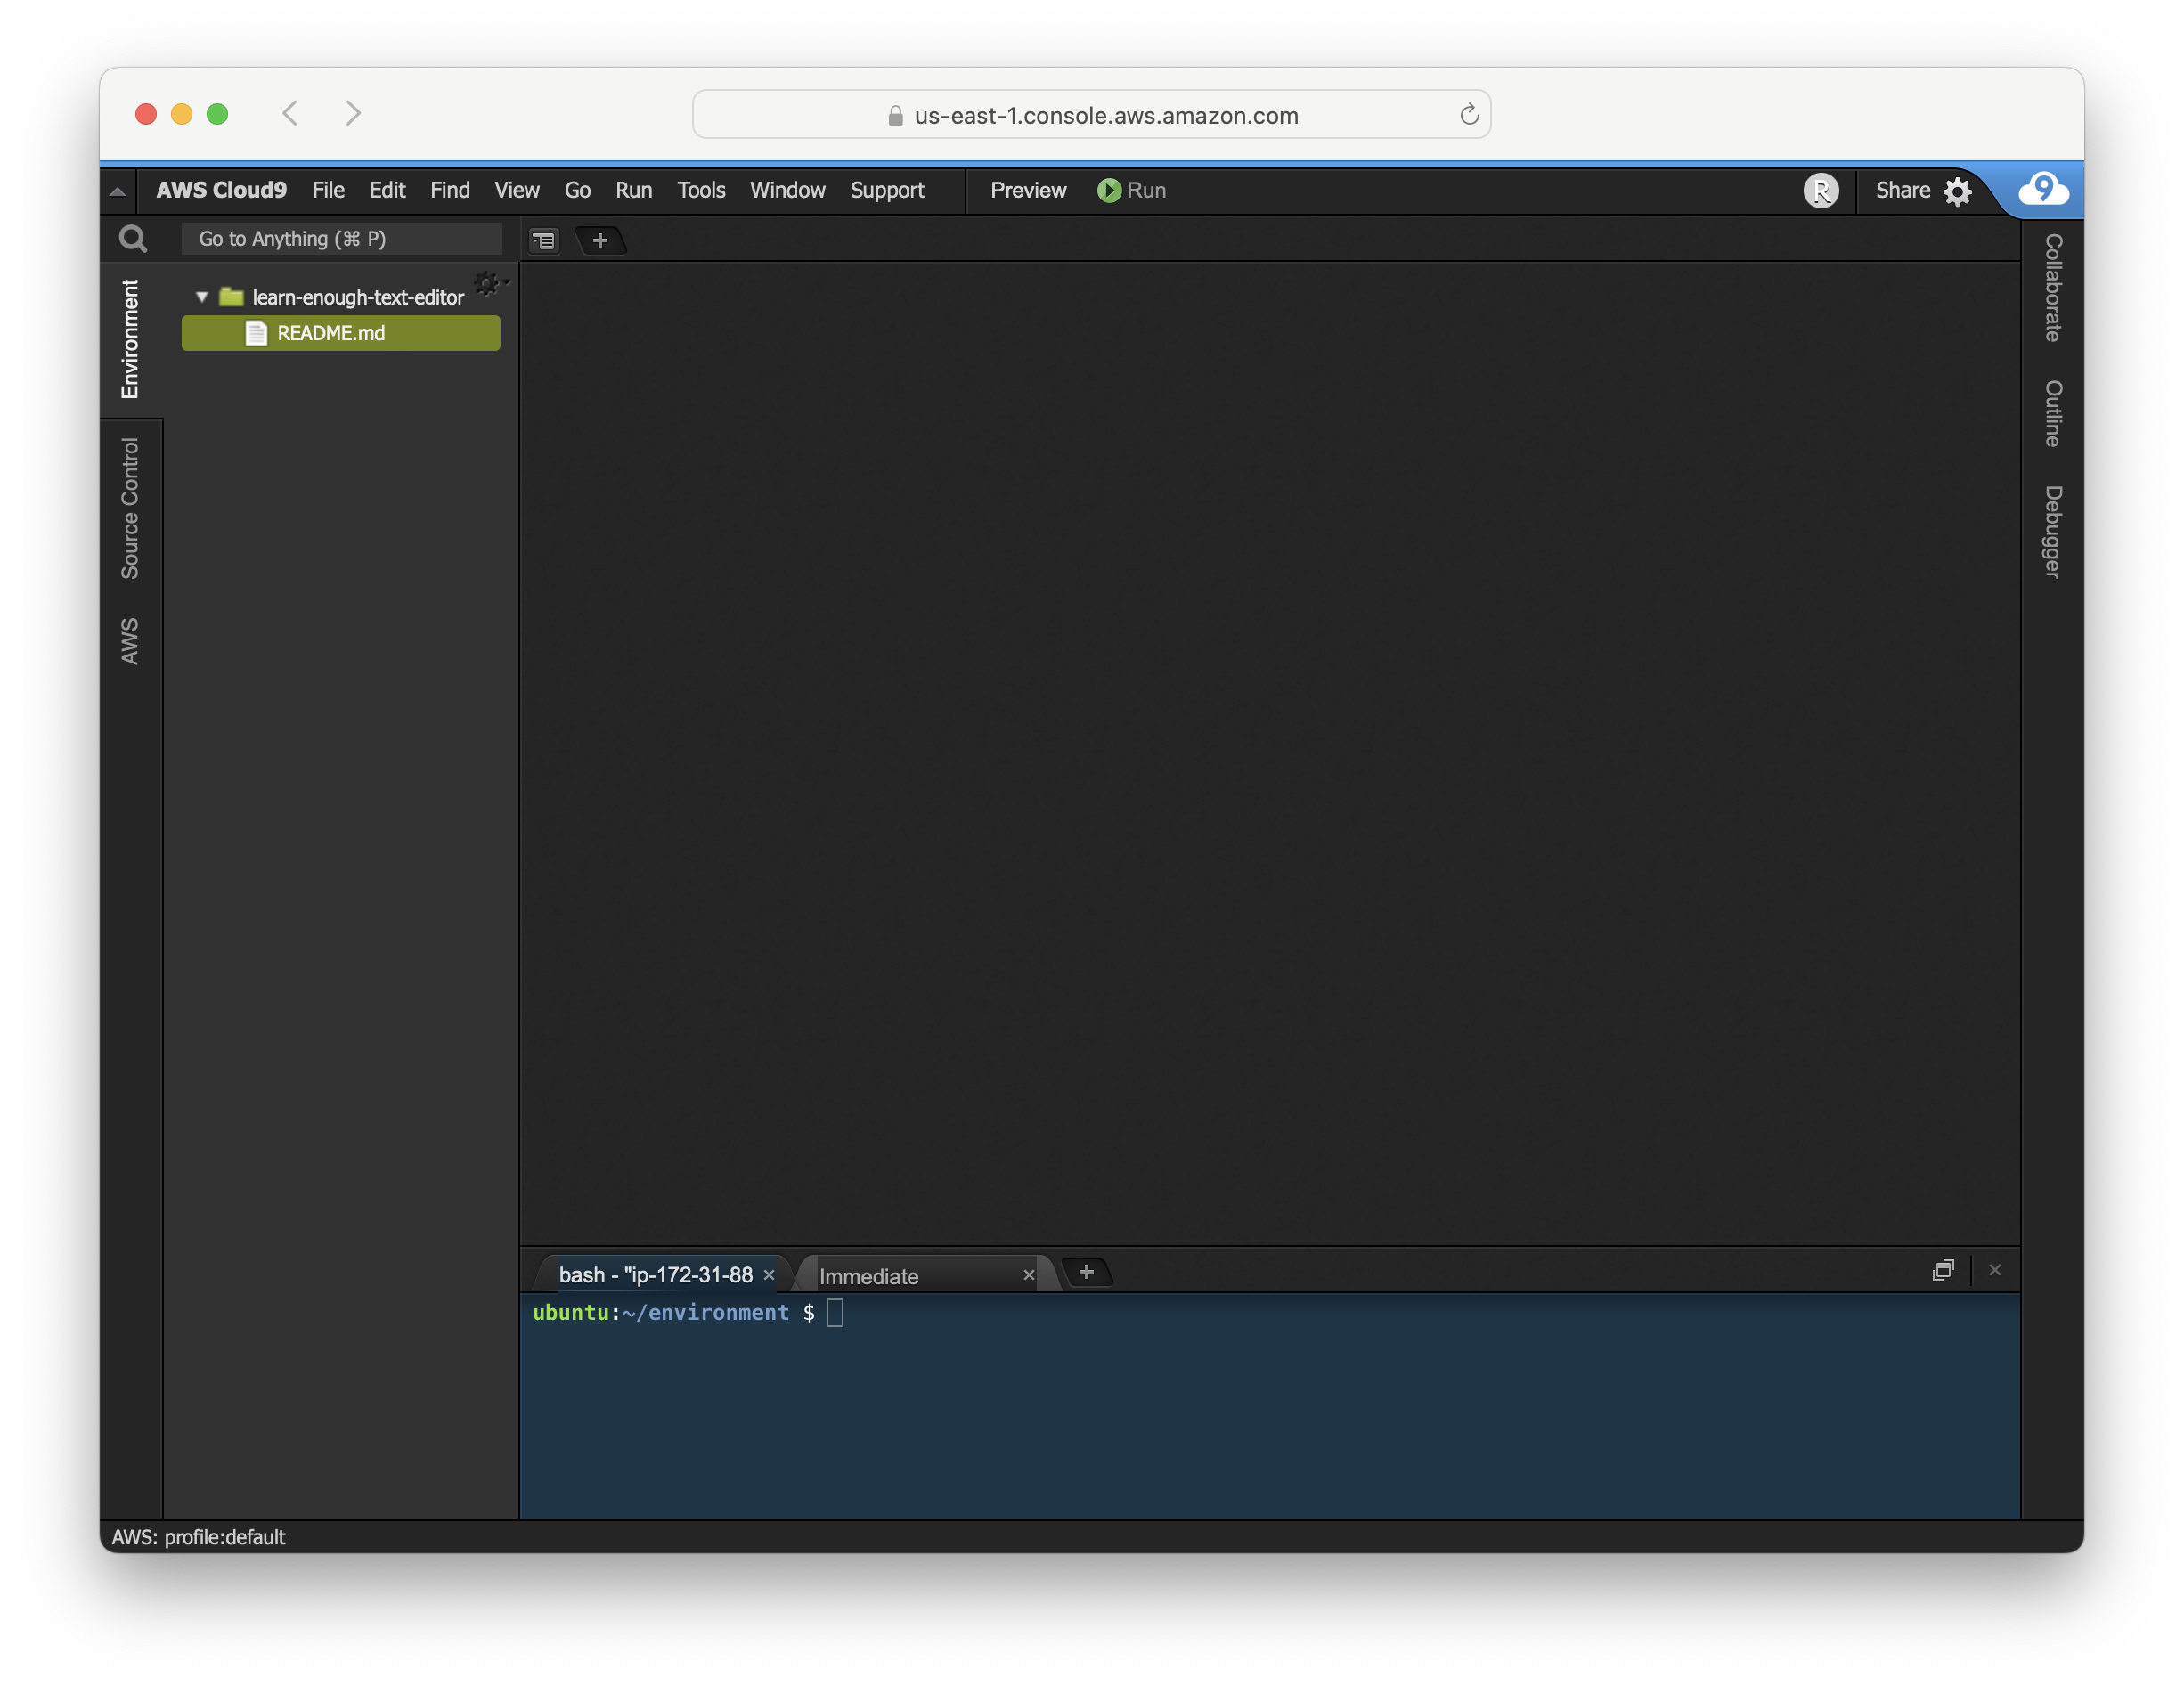 us-east-1.console.aws.amazon.com
AWS Cloud9 File Edit Find View Go Run Tools Window Support Preview Run R Share 9
Go to Anything (⌘ P)
Environment
Source Control
AWS
learn-enough-text-editor
README.md
Collaborate
Outline
Debugger
bash - "ip-172-31-88 × Immediate ×
ubuntu:~/environment $
AWS: profile:default